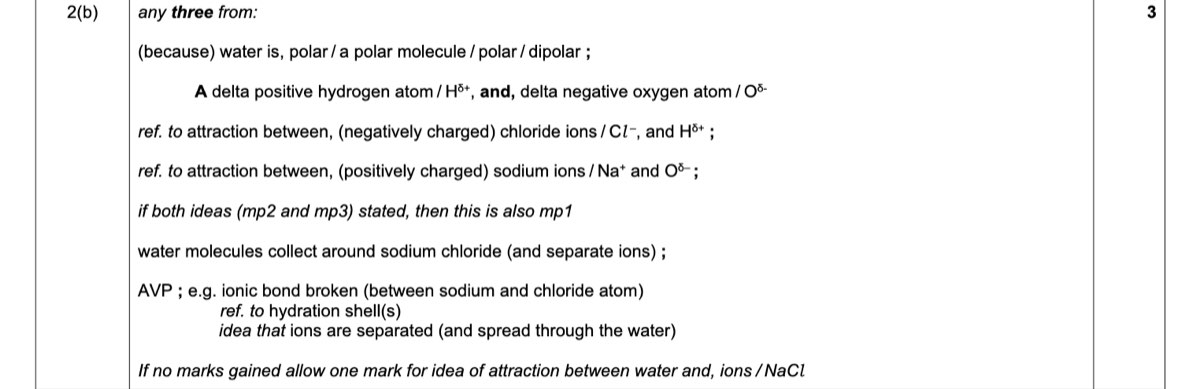 2(b) any three from: 3
(because) water is, polar / a polar molecule / polar / dipolar ;
A delta positive hydrogen atom / Hᵟ⁺, and, delta negative oxygen atom / Oᵟ⁻
ref. to attraction between, (negatively charged) chloride ions / Cl⁻, and Hᵟ⁺ ;
ref. to attraction between, (positively charged) sodium ions / Na⁺ and Oᵟ⁻ ;
if both ideas (mp2 and mp3) stated, then this is also mp1
water molecules collect around sodium chloride (and separate ions) ;
AVP ; e.g. ionic bond broken (between sodium and chloride atom)
ref. to hydration shell(s)
idea that ions are separated (and spread through the water)
If no marks gained allow one mark for idea of attraction between water and, ions / NaCl